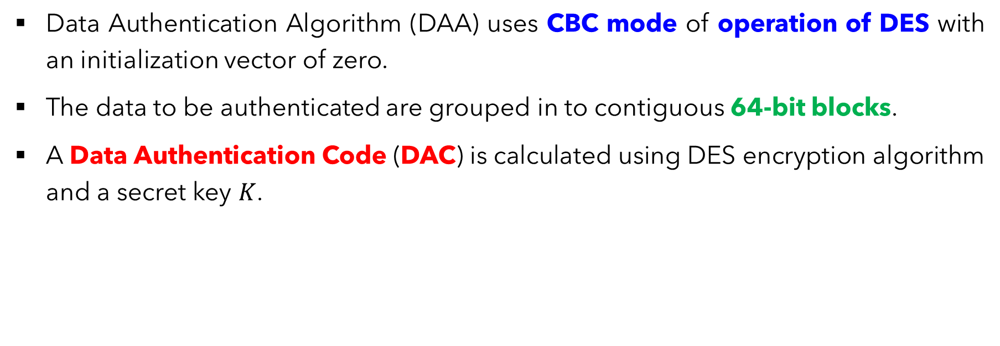 ▪ Data Authentication Algorithm (DAA) uses CBC mode of operation of DES with
an initialization vector of zero.
▪ The data to be authenticated are grouped in to contiguous 64-bit blocks.
▪ A Data Authentication Code (DAC) is calculated using DES encryption algorithm
and a secret key K.